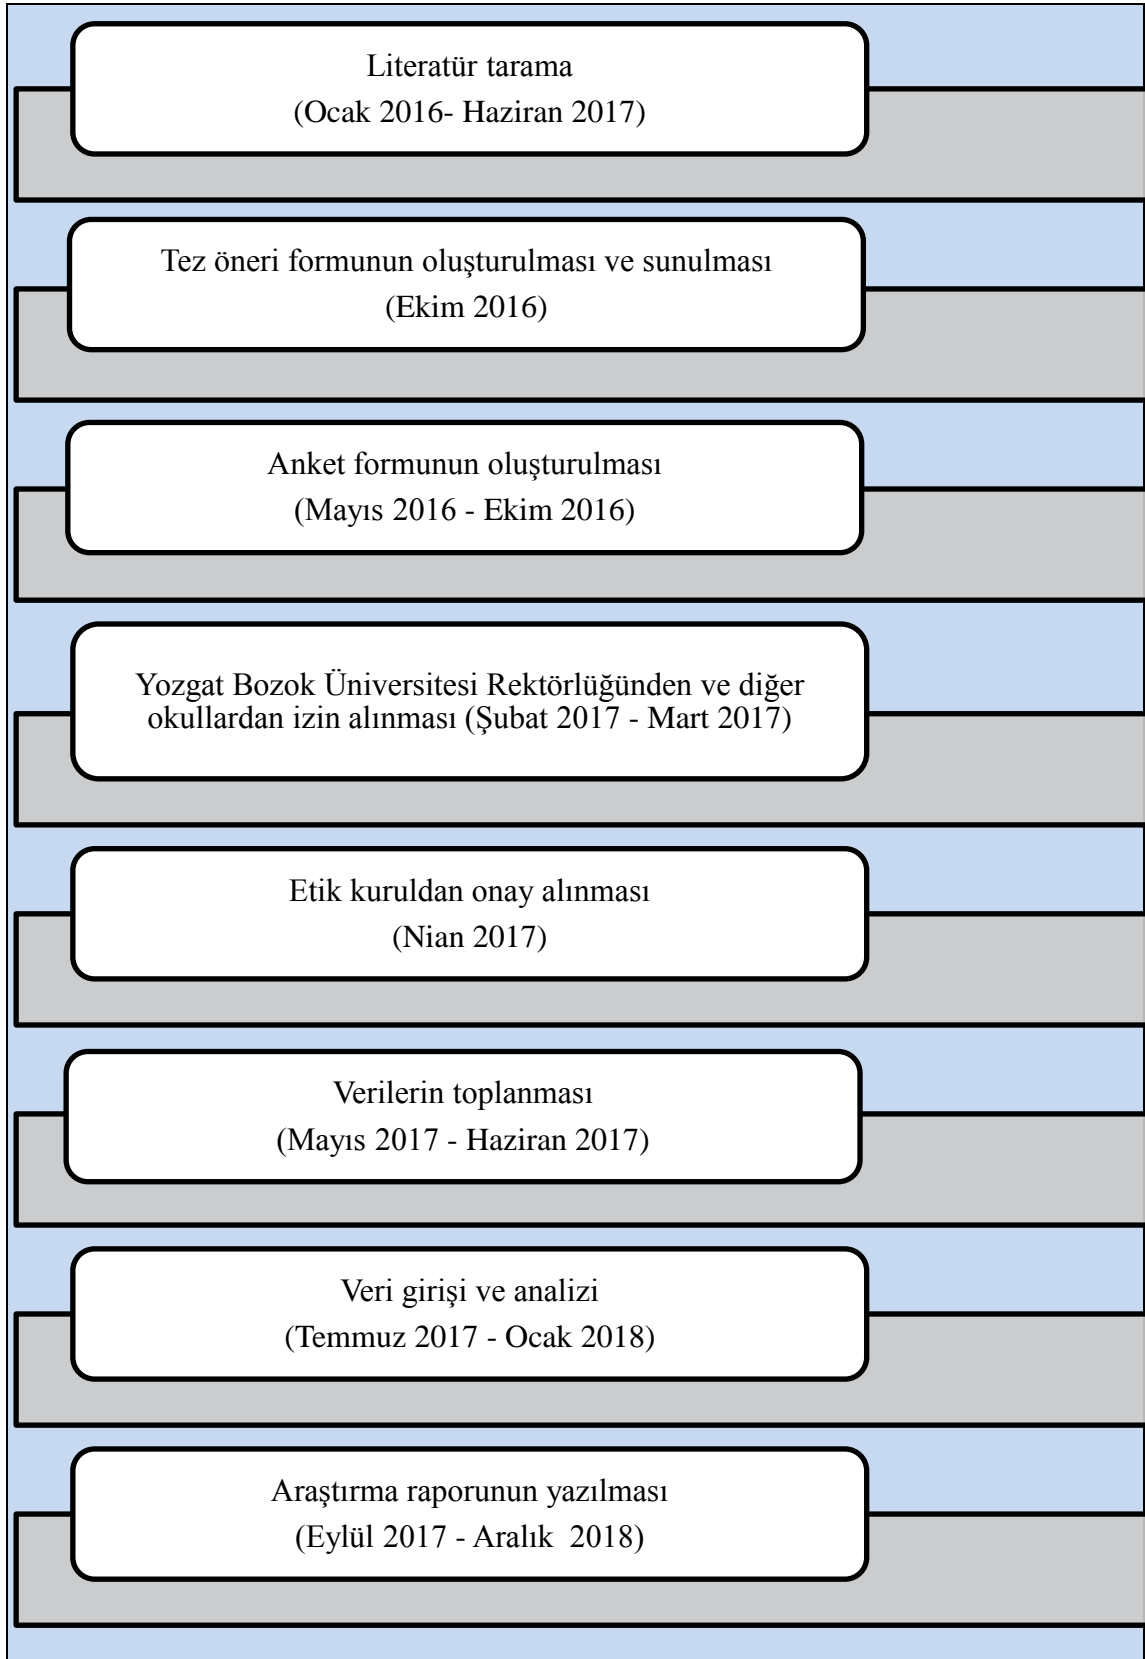 Literatür tarama
(Ocak 2016- Haziran 2017)
Tez öneri formunun oluşturulması ve sunulması
(Ekim 2016)
Anket formunun oluşturulması
(Mayıs 2016 - Ekim 2016)
Yozgat Bozok Üniversitesi Rektörlüğünden ve diğer
okullardan izin alınması (Şubat 2017 - Mart 2017)
Etik kuruldan onay alınması
(Nian 2017)
Verilerin toplanması
(Mayıs 2017 - Haziran 2017)
Veri girişi ve analizi
(Temmuz 2017 - Ocak 2018)
Araştırma raporunun yazılması
(Eylül 2017 - Aralık  2018)